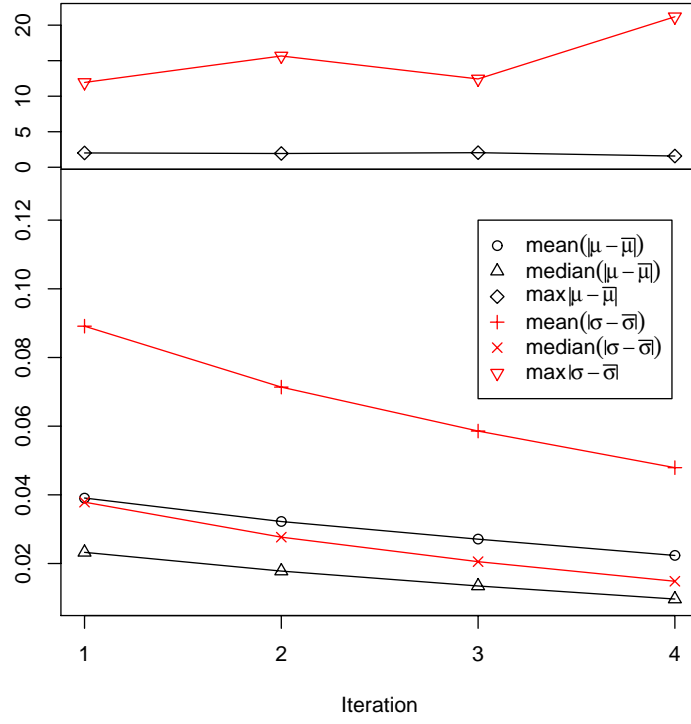 20
10
5
0
0.12
0.10
0.08
0.06
0.04
0.02
mean(|μ − μ̅|)
median(|μ − μ̅|)
max|μ − μ̅|
mean(|σ − σ̅|)
median(|σ − σ̅|)
max|σ − σ̅|
1 2 3 4
Iteration